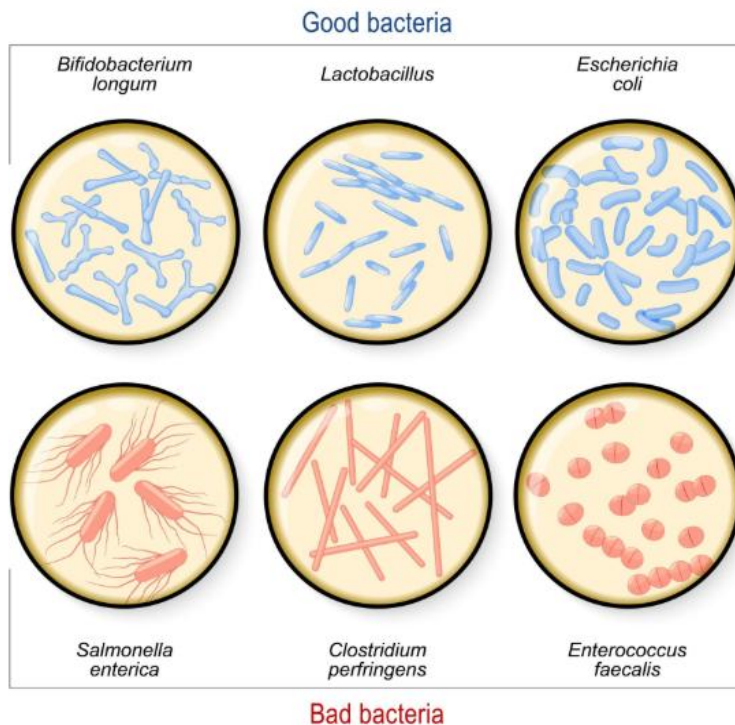 Good bacteria
Bifidobacterium
longum
Lactobacillus
Escherichia
coli
Salmonella
enterica
Clostridium
perfringens
Enterococcus
faecalis
Bad bacteria